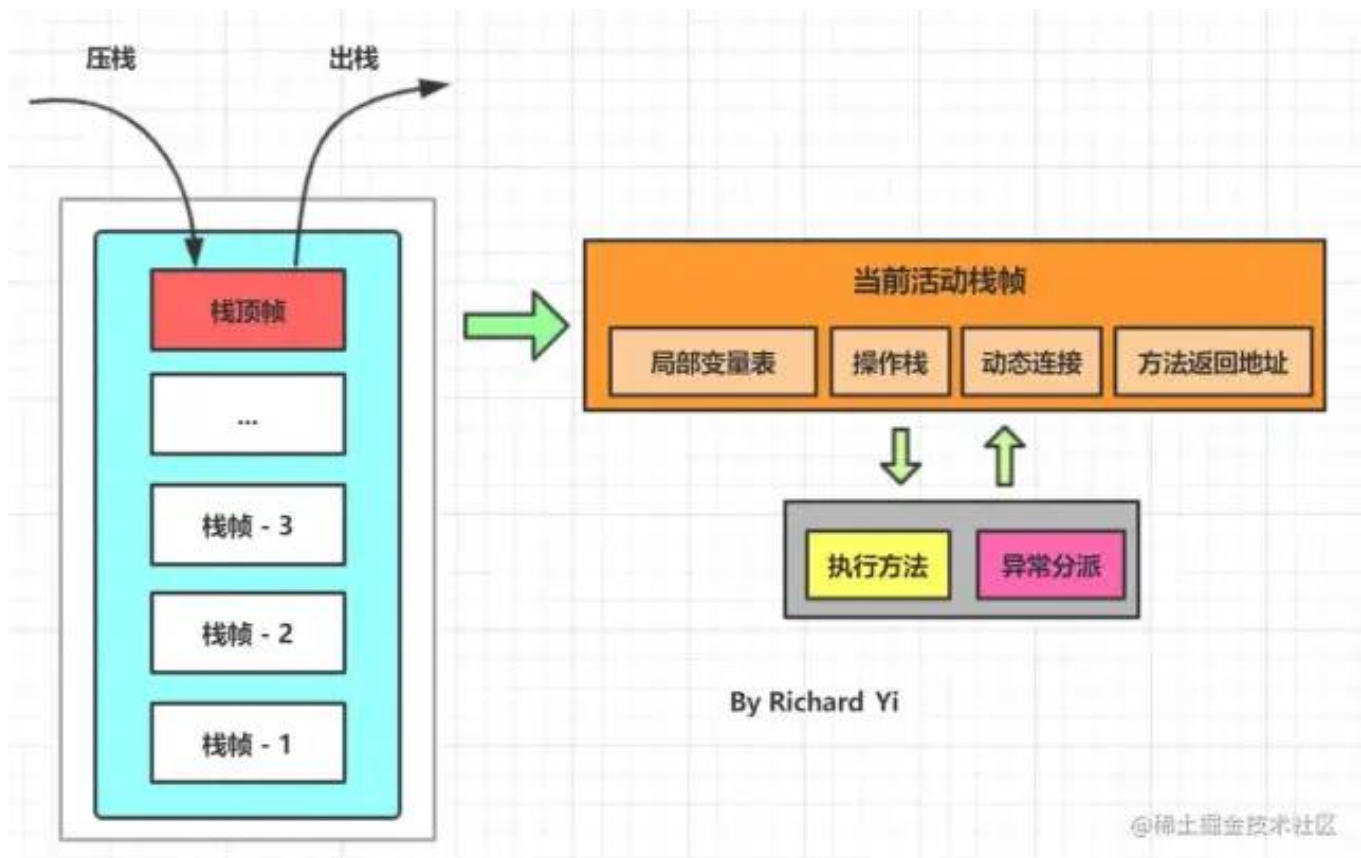 压栈
出栈
栈顶帧
...
栈帧 - 3
栈帧 - 2
栈帧 - 1
当前活动栈帧
局部变量表
操作栈
动态连接
方法返回地址
执行方法
异常分派
By Richard Yi
@稀土掘金技术社区